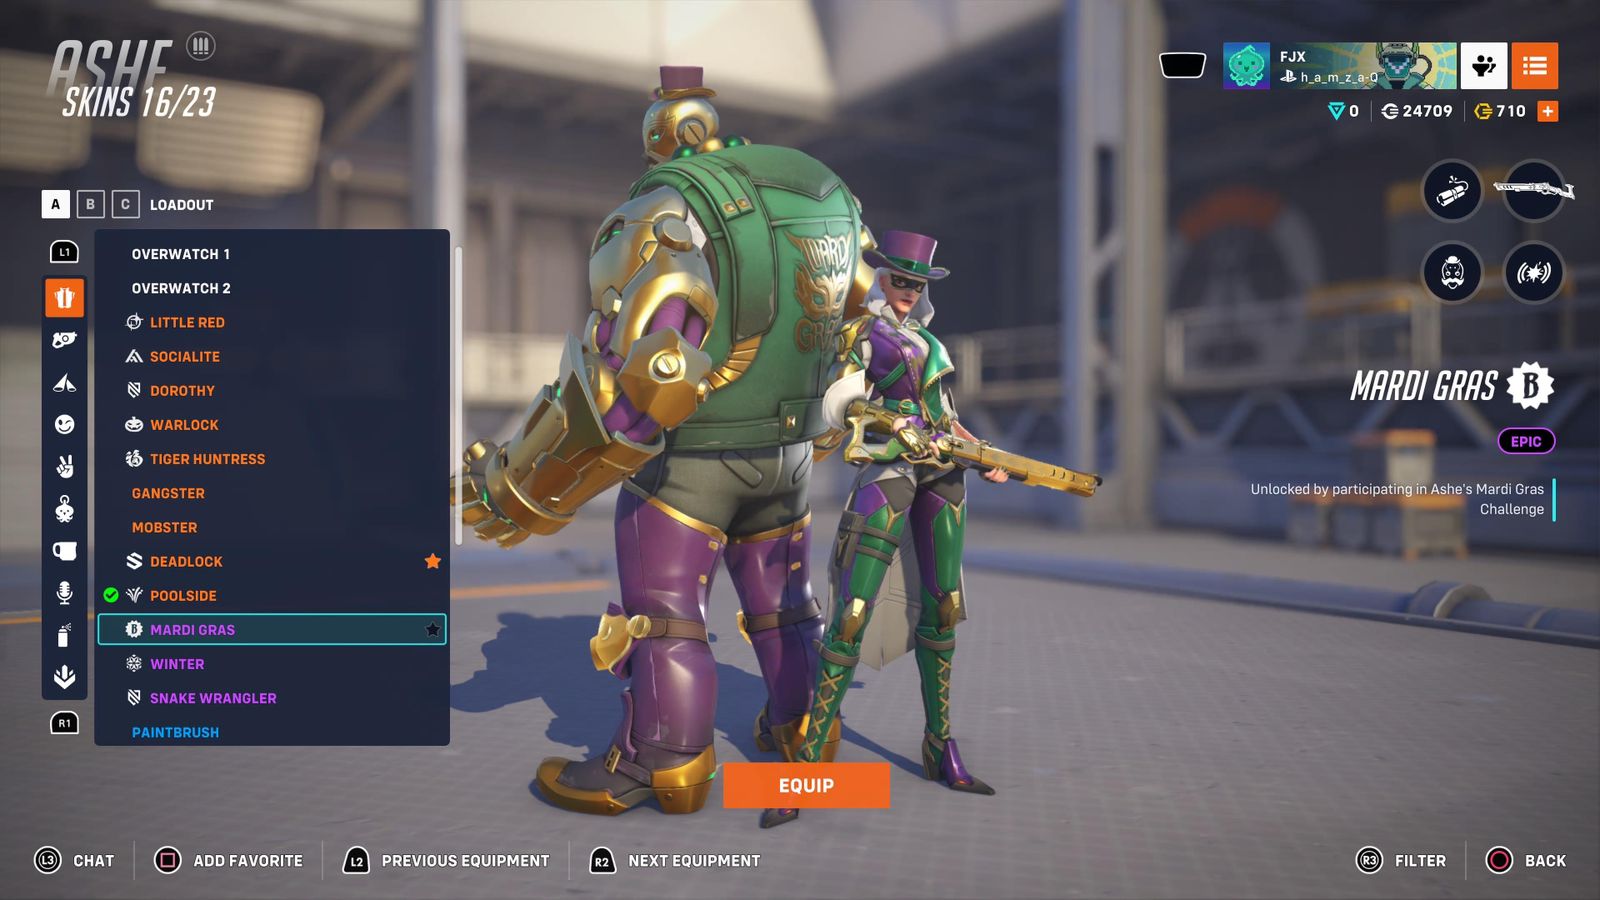 ASHE
SKINS 16/23
FJX
h_a_m_z_a-Q
0
24709
710
A
B
C
LOADOUT
L1
OVERWATCH 1
OVERWATCH 2
LITTLE RED
SOCIALITE
DOROTHY
WARLOCK
TIGER HUNTRESS
GANGSTER
MOBSTER
DEADLOCK
POOLSIDE
MARDI GRAS
WINTER
SNAKE WRANGLER
PAINTBRUSH
R1
MARDI GRAS
B
EPIC
Unlocked by participating in Ashe's Mardi Gras
Challenge
EQUIP
L3 CHAT
ADD FAVORITE
L2 PREVIOUS EQUIPMENT
R2 NEXT EQUIPMENT
R3 FILTER
BACK